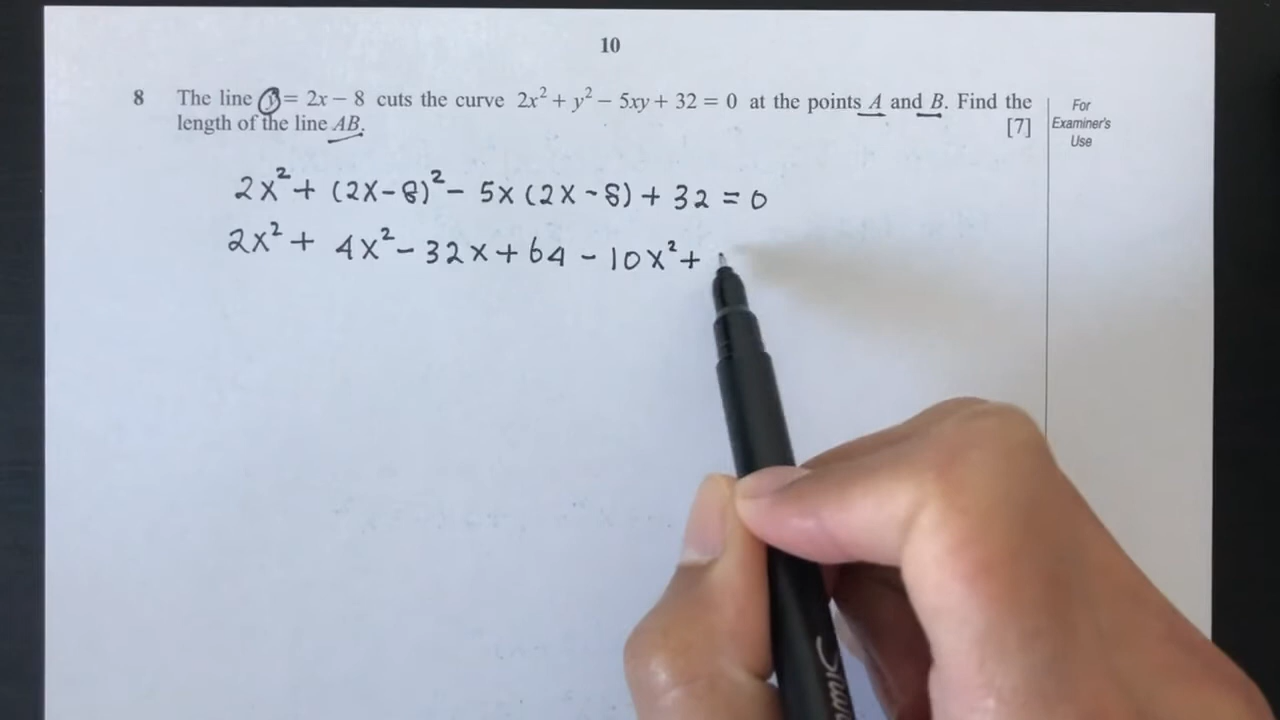 10
8 The line y = 2x − 8 cuts the curve 2x² + y² − 5xy + 32 = 0 at the points A and B. Find the
length of the line AB. [7]
For
Examiner's
Use
2x² + (2x-8)² - 5x(2x-8) + 32 = 0
2x² + 4x² - 32x + 64 - 10x² +